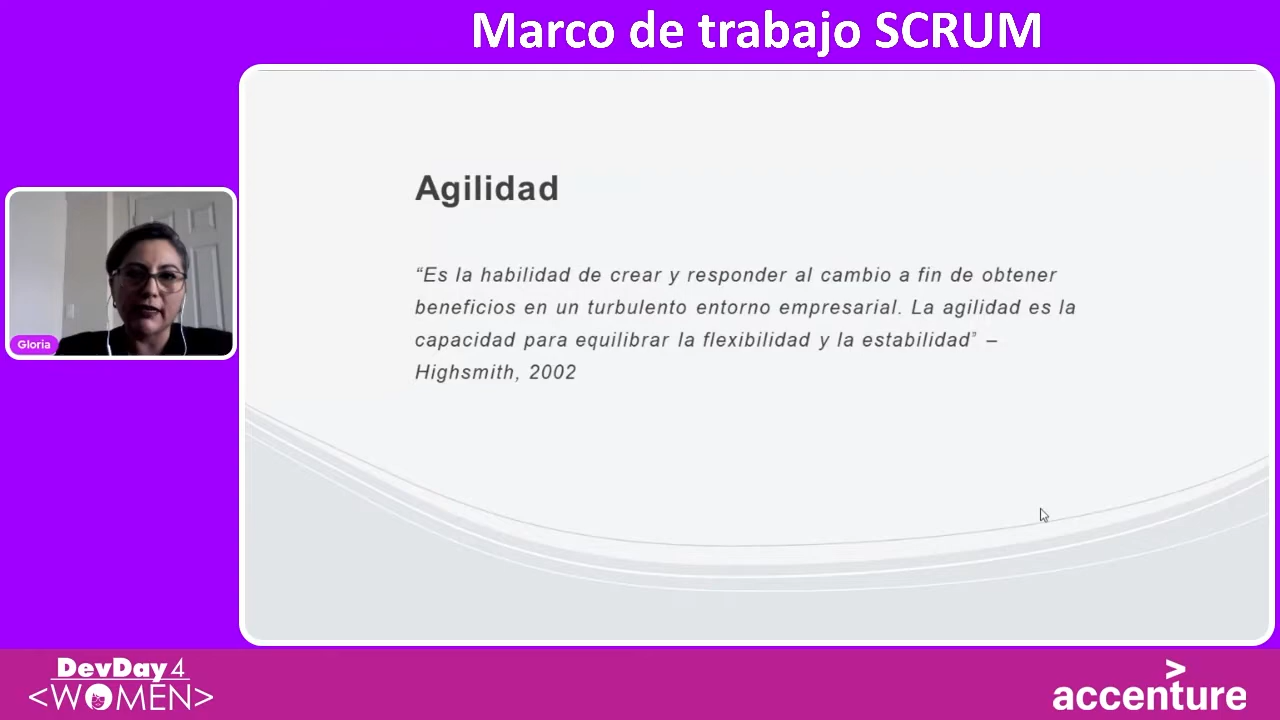 Marco de trabajo SCRUM
Agilidad
“Es la habilidad de crear y responder al cambio a fin de obtener
beneficios en un turbulento entorno empresarial. La agilidad es la
capacidad para equilibrar la flexibilidad y la estabilidad” –
Highsmith, 2002
Gloria
DevDay4
<WOMEN>
accenture